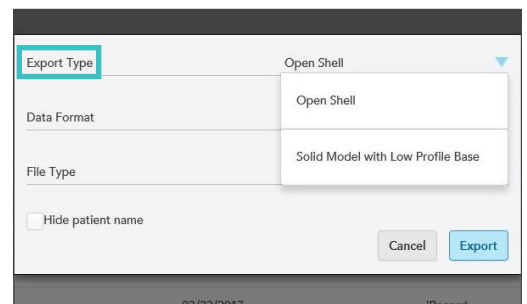 Export Type
Open Shell
Open Shell
Data Format
Solid Model with Low Profile Base
File Type
Hide patient name
Cancel
Export